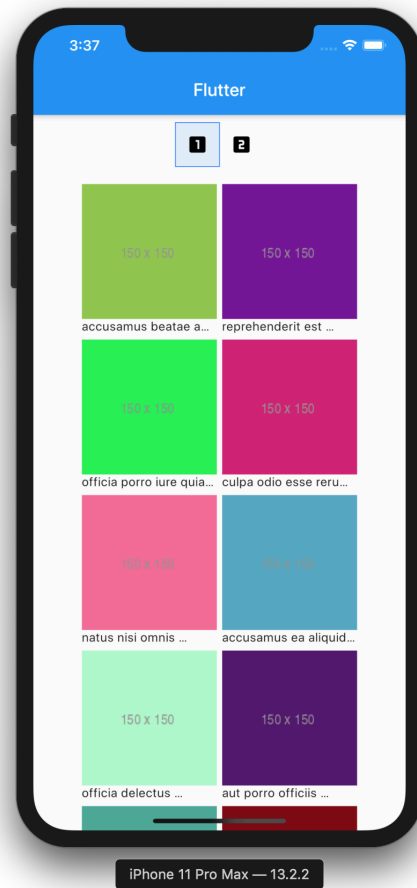 3:37
Flutter
1 2
150 x 150 150 x 150
accusamus beatae a... reprehenderit est ...
150 x 150 150 x 150
officia porro iure quia... culpa odio esse reru...
150 x 150 150 x 150
natus nisi omnis ... accusamus ea aliquid...
150 x 150 150 x 150
officia delectus ... aut porro officiis ...
iPhone 11 Pro Max — 13.2.2